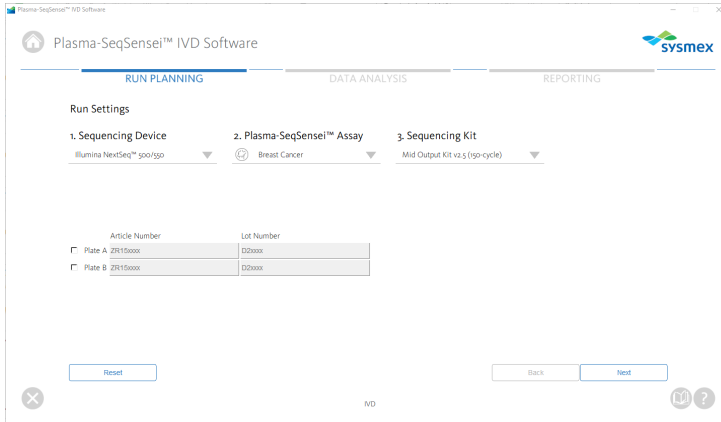 Plasma-SeqSensei™ IVD Software
Plasma-SeqSensei™ IVD Software
sysmex
RUN PLANNING
DATA ANALYSIS
REPORTING
Run Settings
1. Sequencing Device
2. Plasma-SeqSensei™ Assay
3. Sequencing Kit
Illumina NextSeq™ 500/550
Breast Cancer
Mid Output Kit v2.5 (150-cycle)
Article Number
Lot Number
Plate A ZR15xxxx D2xxxx
Plate B ZR15xxxx D2xxxx
Reset
Back
Next
IVD
?